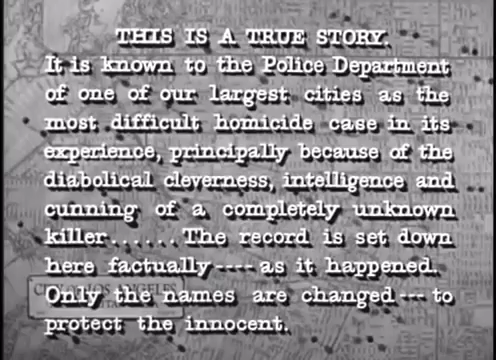 THIS IS A TRUE STORY.
It is known to the Police Department
of one of our largest cities as the
most difficult homicide case in its
experience, principally because of the
diabolical cleverness, intelligence and
cunning of a completely unknown
killer...... The record is set down
here factually---- as it happened.
Only the names are changed--- to
protect the innocent.
LOS ANGELES